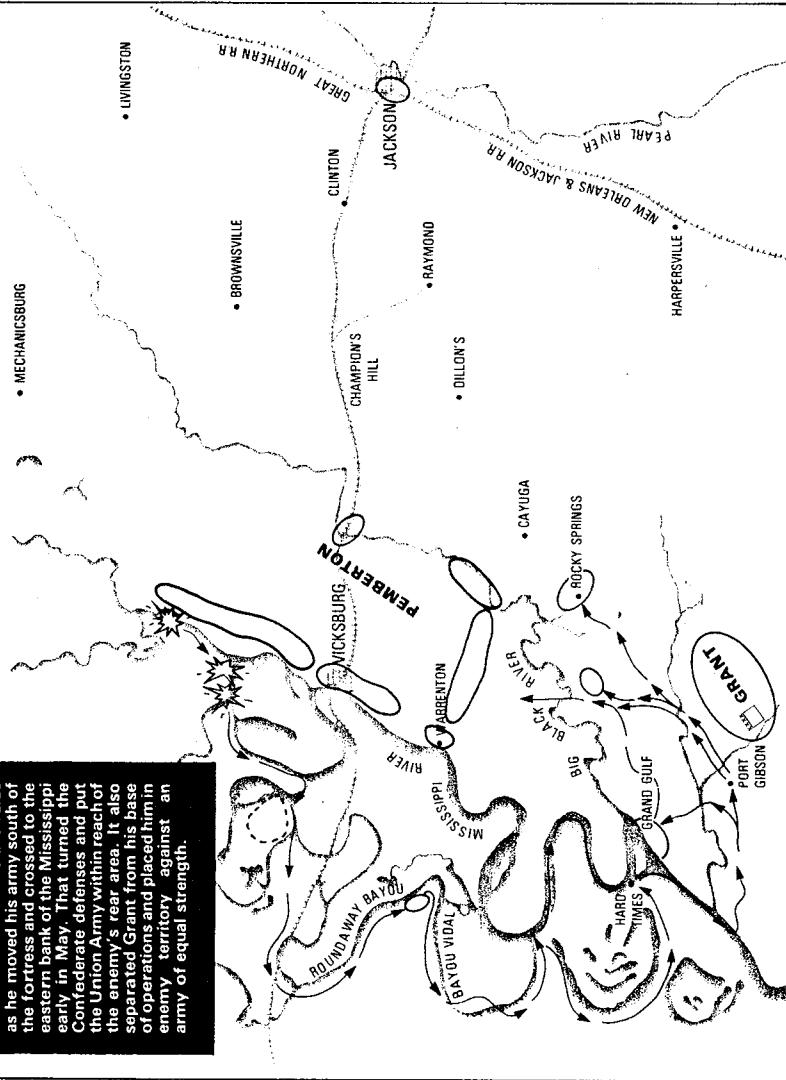 as he moved his army south of
the fortress and crossed to the
eastern bank of the Mississippi
early in May. That turned the
Confederate defenses and put
the Union Army within reach of
the enemy's rear area. It also
separated Grant from his base
of operations and placed him in
enemy territory against an
army of equal strength.
MECHANICSBURG
LIVINGSTON
BROWNSVILLE
GREAT NORTHERN R.R.
CLINTON
JACKSON
CHAMPION'S
HILL
RAYMOND
NEW ORLEANS & JACKSON R.R.
PEARL RIVER
DILLON'S
HARPERSVILLE
VICKSBURG
PEMBERTON
WARRENTON
MISSISSIPPI
RIVER
CAYUGA
ROCKY SPRINGS
BIG
BLACK
RIVER
ROUNDAWAY BAYOU
BAYOU VIDAL
HARD
TIMES
GRAND GULF
PORT
GIBSON
GRANT